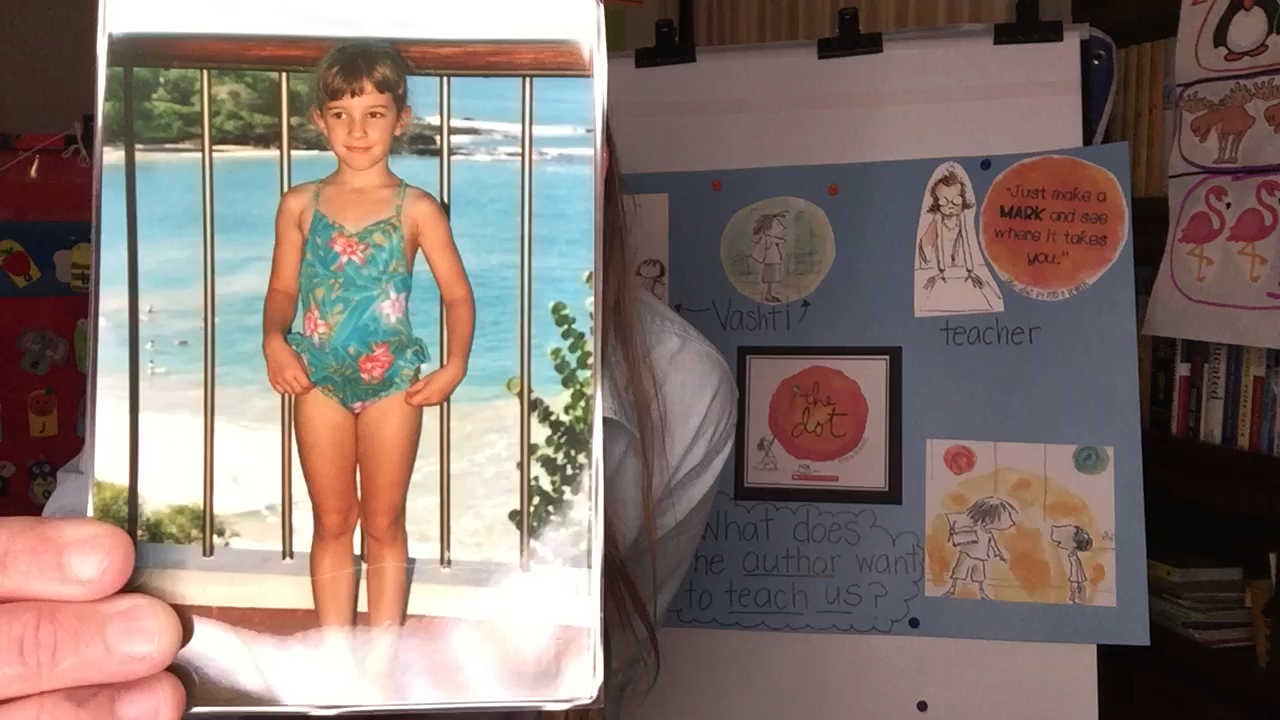 "Just make a
MARK and see
where it takes
you."
Vashti
teacher
the
dot
What does
he author want
to teach us?